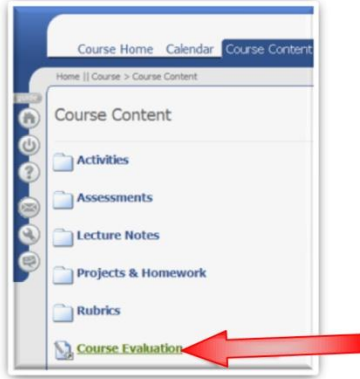 Course Home Calendar Course Content
Home || Course > Course Content
Course Content
Activities
Assessments
Lecture Notes
Projects & Homework
Rubrics
?
Course Evaluation